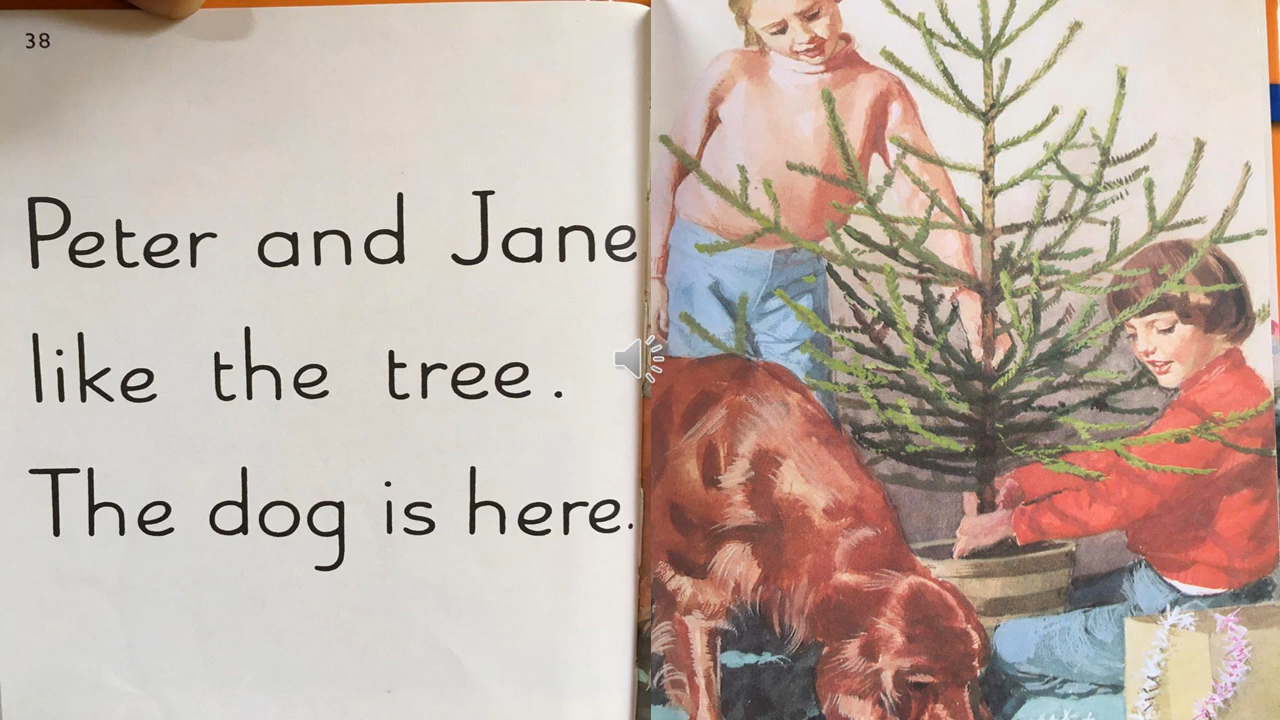 38
Peter and Jane
like the tree.
The dog is here.